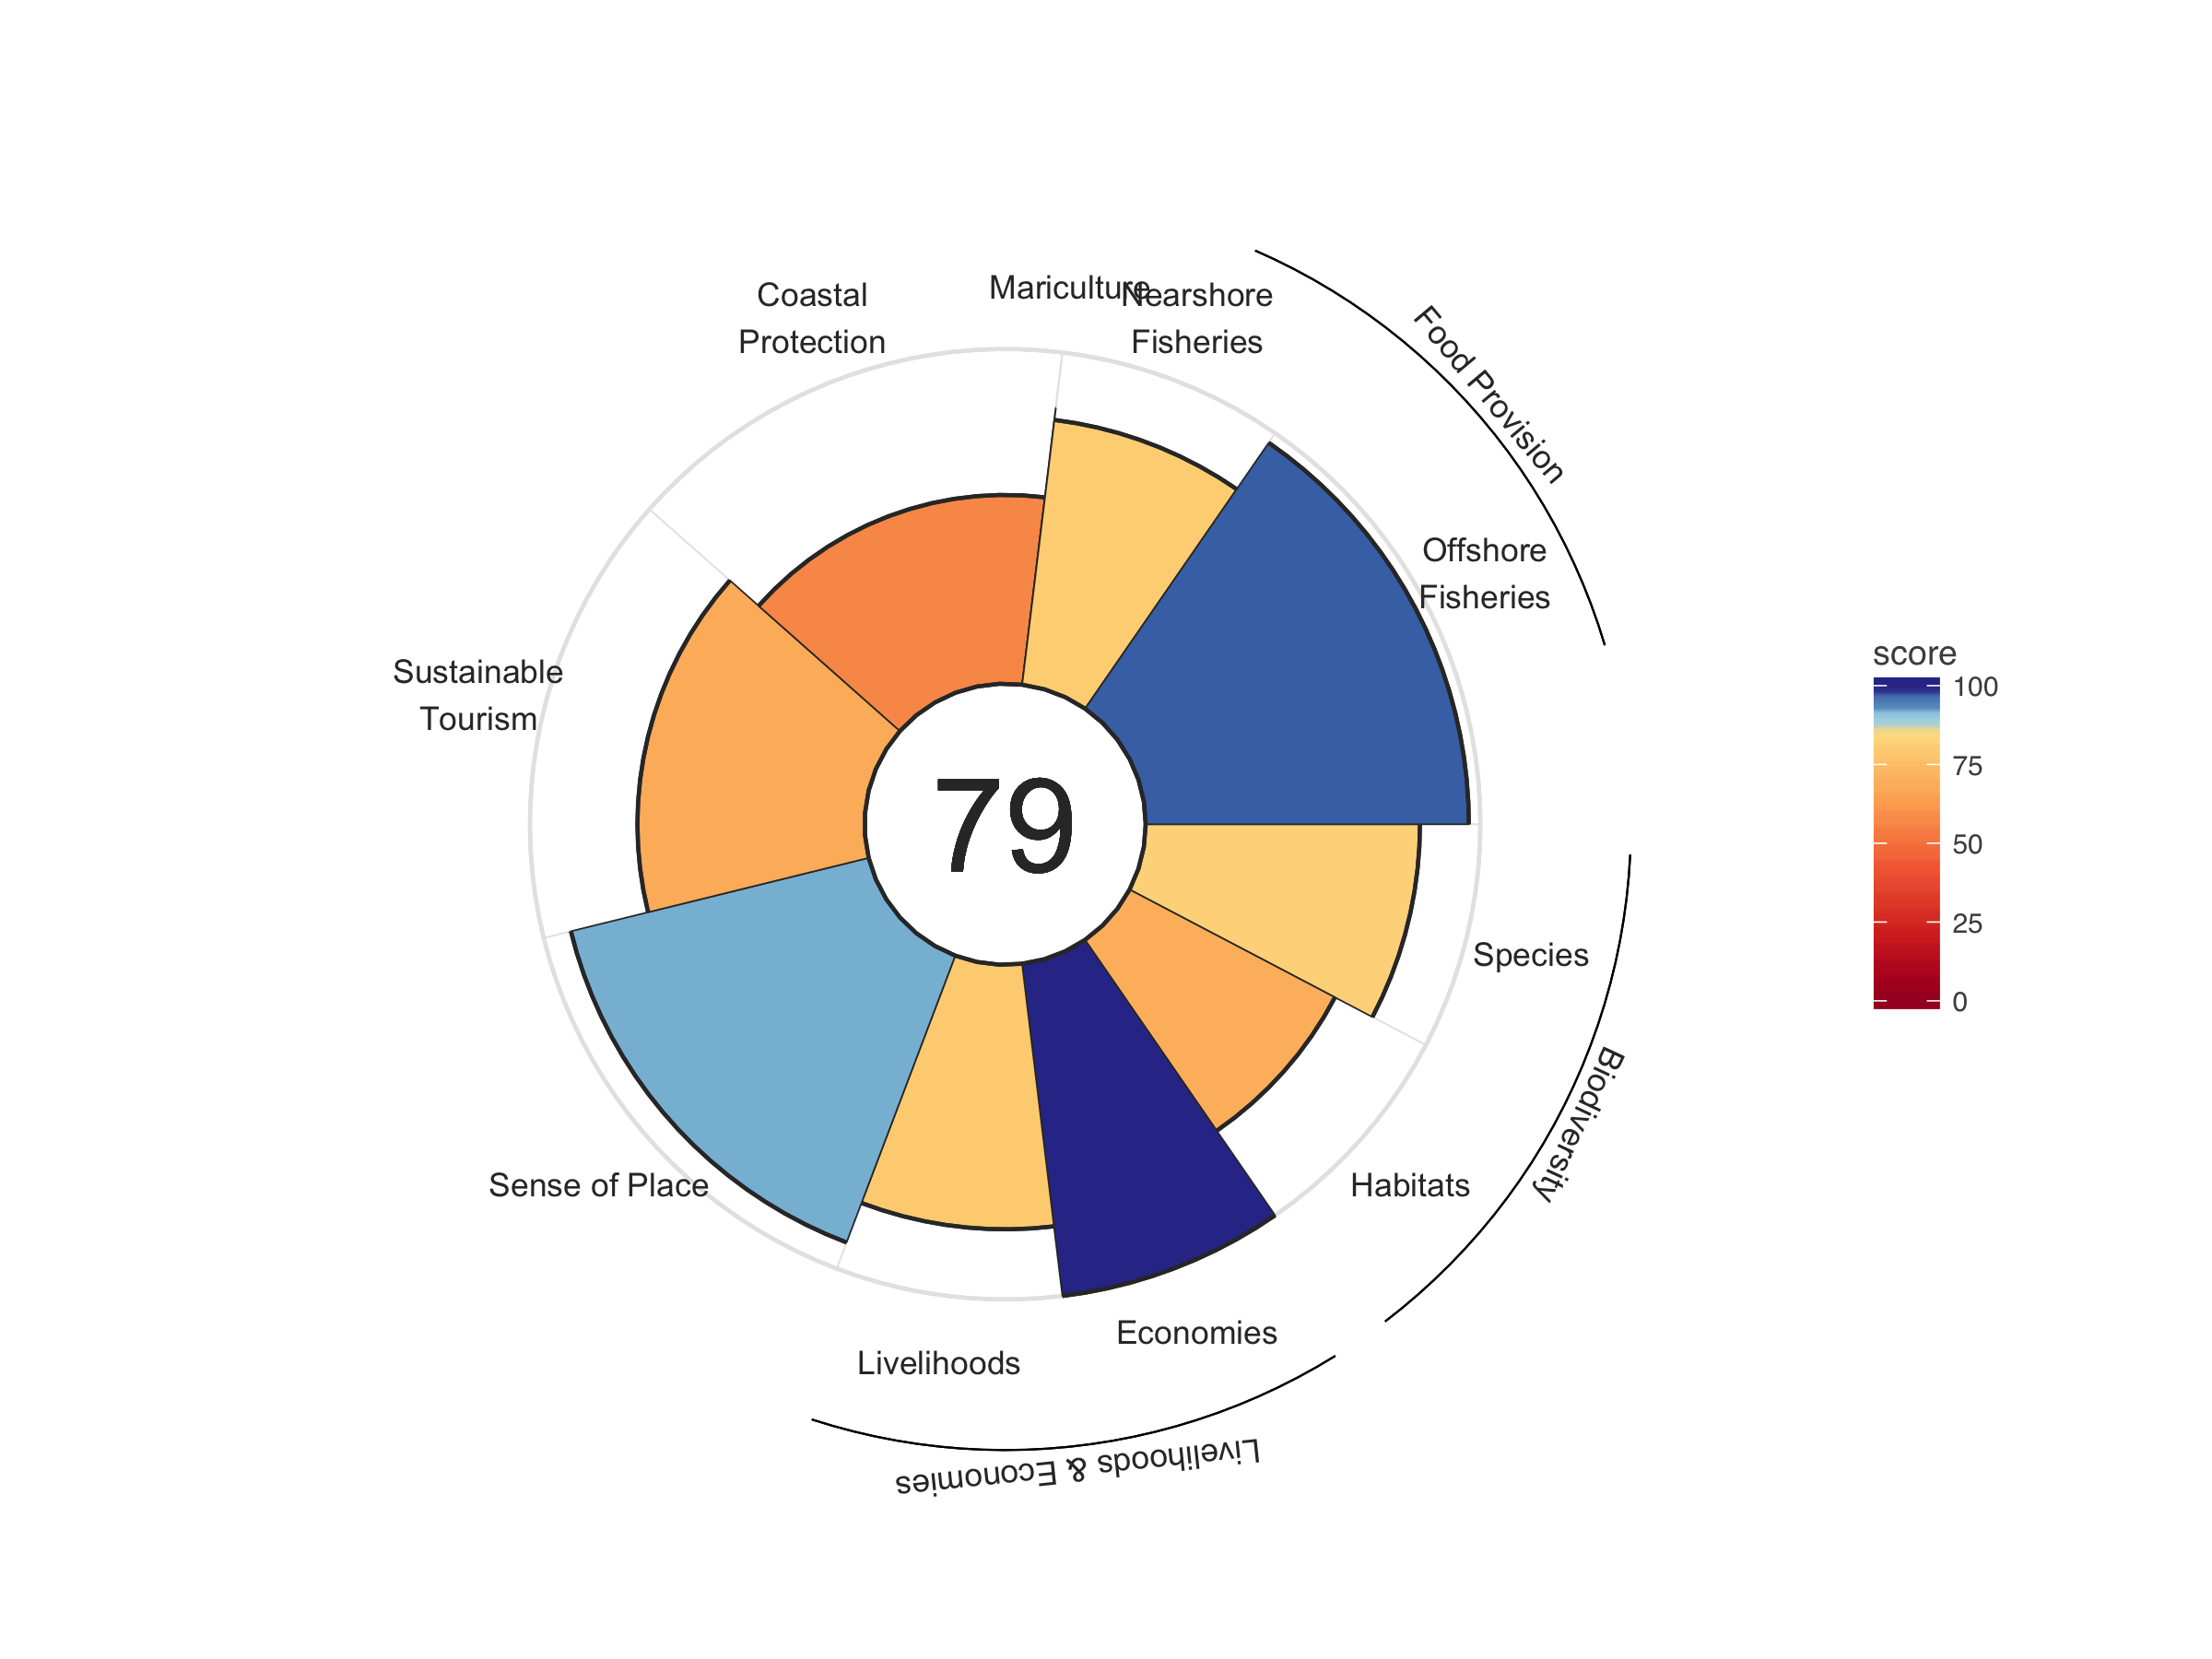 Coastal
Protection
Mariculture
Nearshore
Fisheries
Food Provision
Offshore
Fisheries
Sustainable
Tourism
79
score
100
75
50
25
0
Species
Biodiversity
Habitats
Sense of Place
Economies
Livelihoods
Livelihoods & Economies